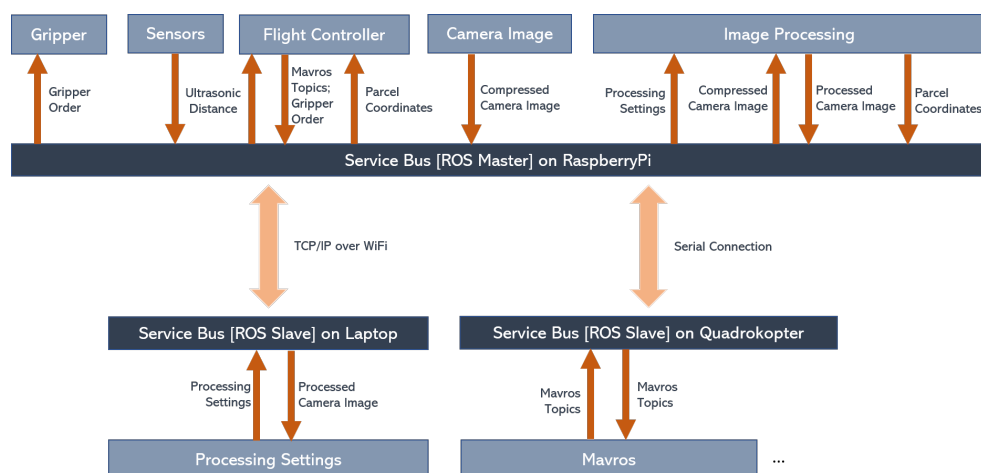 Gripper
Sensors
Flight Controller
Camera Image
Image Processing
Gripper
Order
Ultrasonic
Distance
Mavros
Topics;
Gripper
Order
Parcel
Coordinates
Compressed
Camera Image
Processing
Settings
Compressed
Camera Image
Processed
Camera Image
Parcel
Coordinates
Service Bus [ROS Master] on RaspberryPi
TCP/IP over WiFi
Serial Connection
Service Bus [ROS Slave] on Laptop
Service Bus [ROS Slave] on Quadrokopter
Processing
Settings
Processed
Camera Image
Mavros
Topics
Mavros
Topics
Processing Settings
Mavros
...